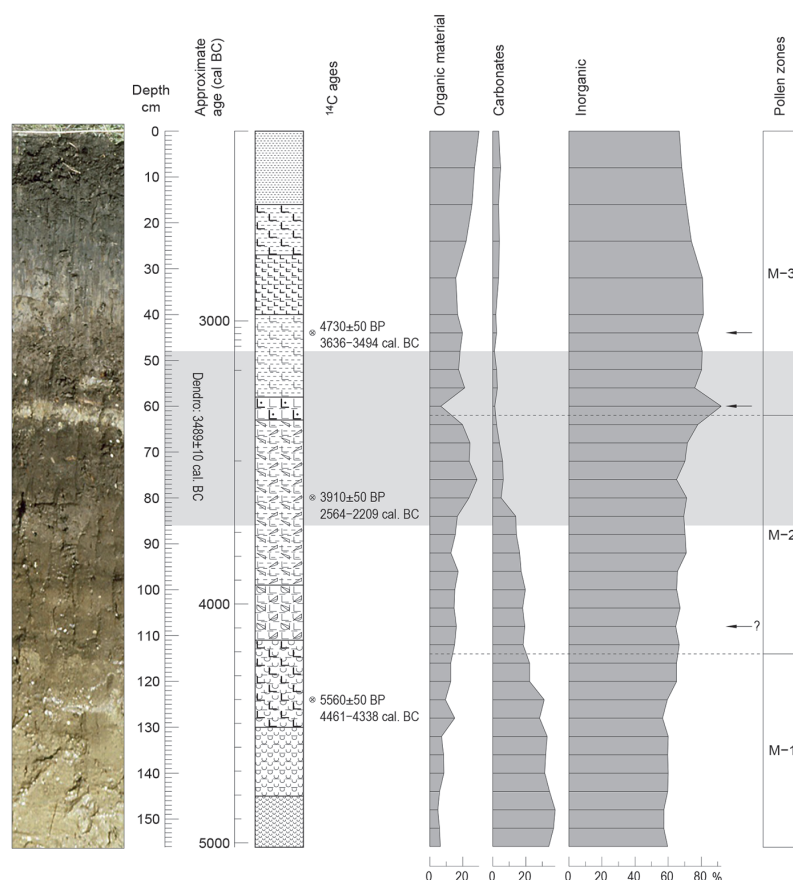 Depth
cm
Approximate
age (cal BC)
¹⁴C ages
Organic material
Carbonates
Inorganic
Pollen zones
0
10
20
30
40
50
60
70
80
90
100
110
120
130
140
150
3000
4000
5000
Dendro: 3489±10 cal. BC
4730±50 BP
3636–3494 cal. BC
3910±50 BP
2564–2209 cal. BC
5560±50 BP
4461–4338 cal. BC
?
M–3
M–2
M–1
0 20
0 20
0 20 40 60 80 %